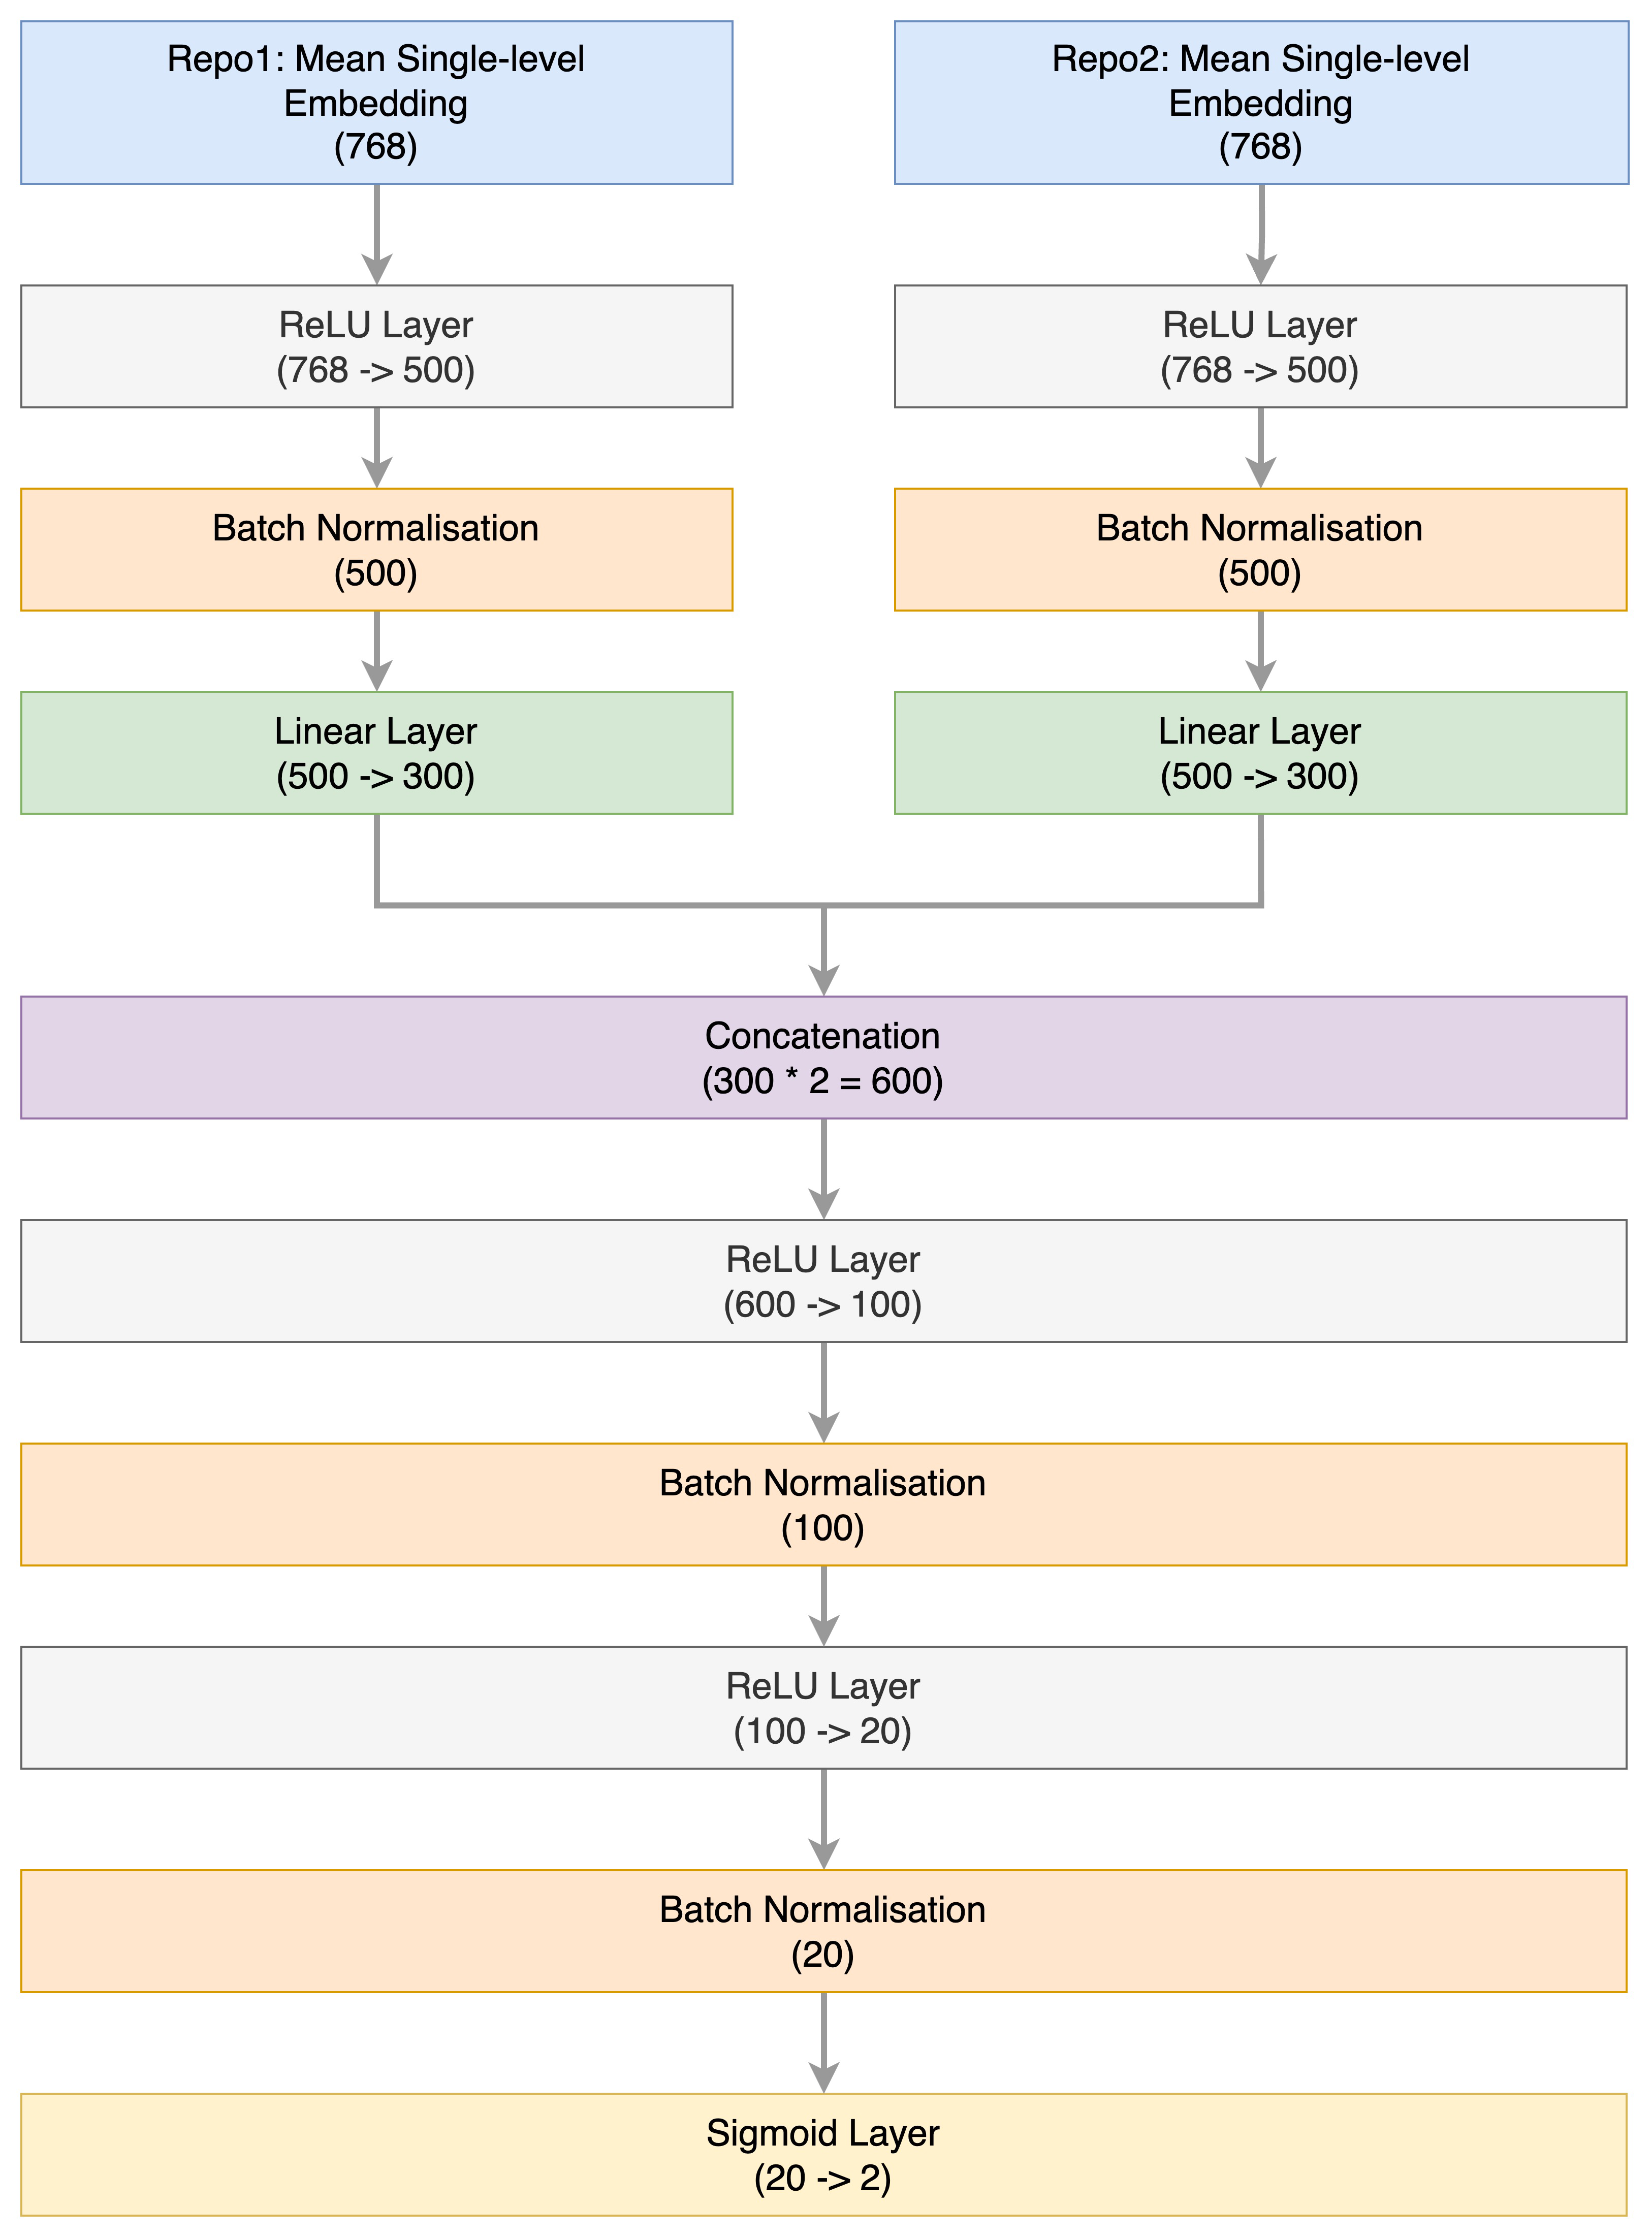 Repo1: Mean Single-level
Embedding
(768)
Repo2: Mean Single-level
Embedding
(768)
ReLU Layer
(768 -> 500)
ReLU Layer
(768 -> 500)
Batch Normalisation
(500)
Batch Normalisation
(500)
Linear Layer
(500 -> 300)
Linear Layer
(500 -> 300)
Concatenation
(300 * 2 = 600)
ReLU Layer
(600 -> 100)
Batch Normalisation
(100)
ReLU Layer
(100 -> 20)
Batch Normalisation
(20)
Sigmoid Layer
(20 -> 2)